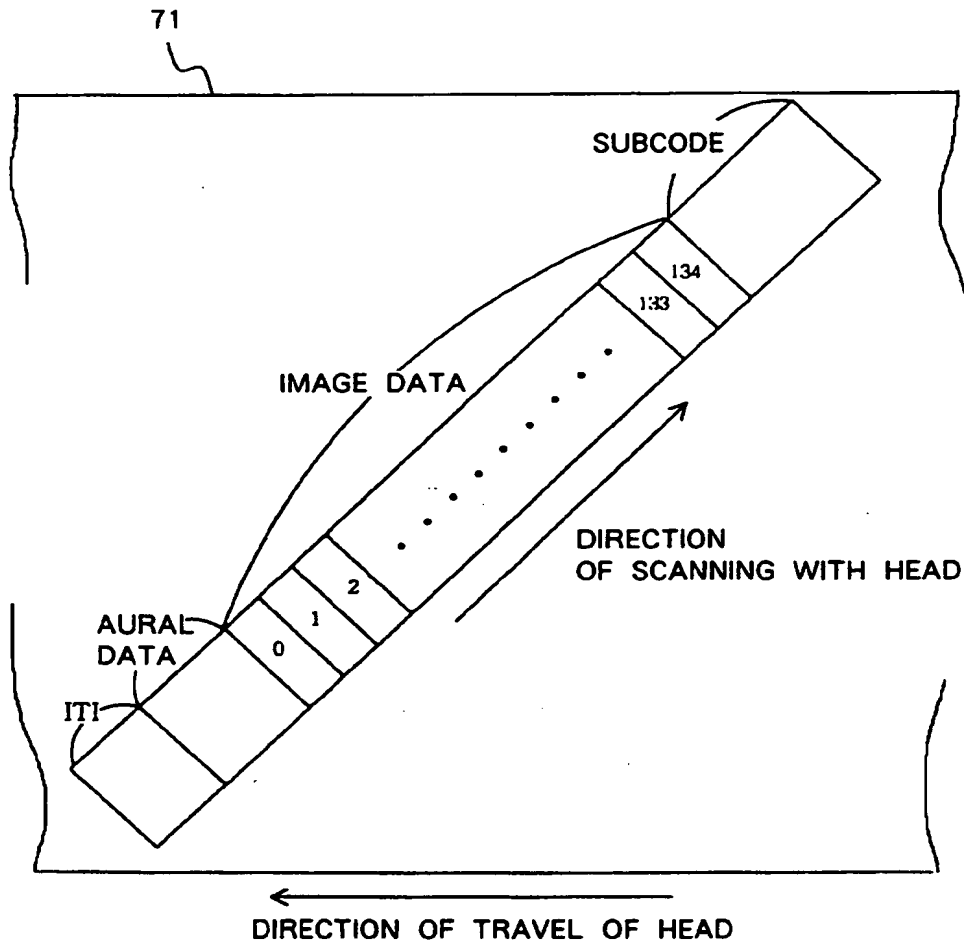 71
SUBCODE
134
133
IMAGE DATA
DIRECTION
OF SCANNING WITH HEAD
2
1
0
AURAL
DATA
ITI
DIRECTION OF TRAVEL OF HEAD